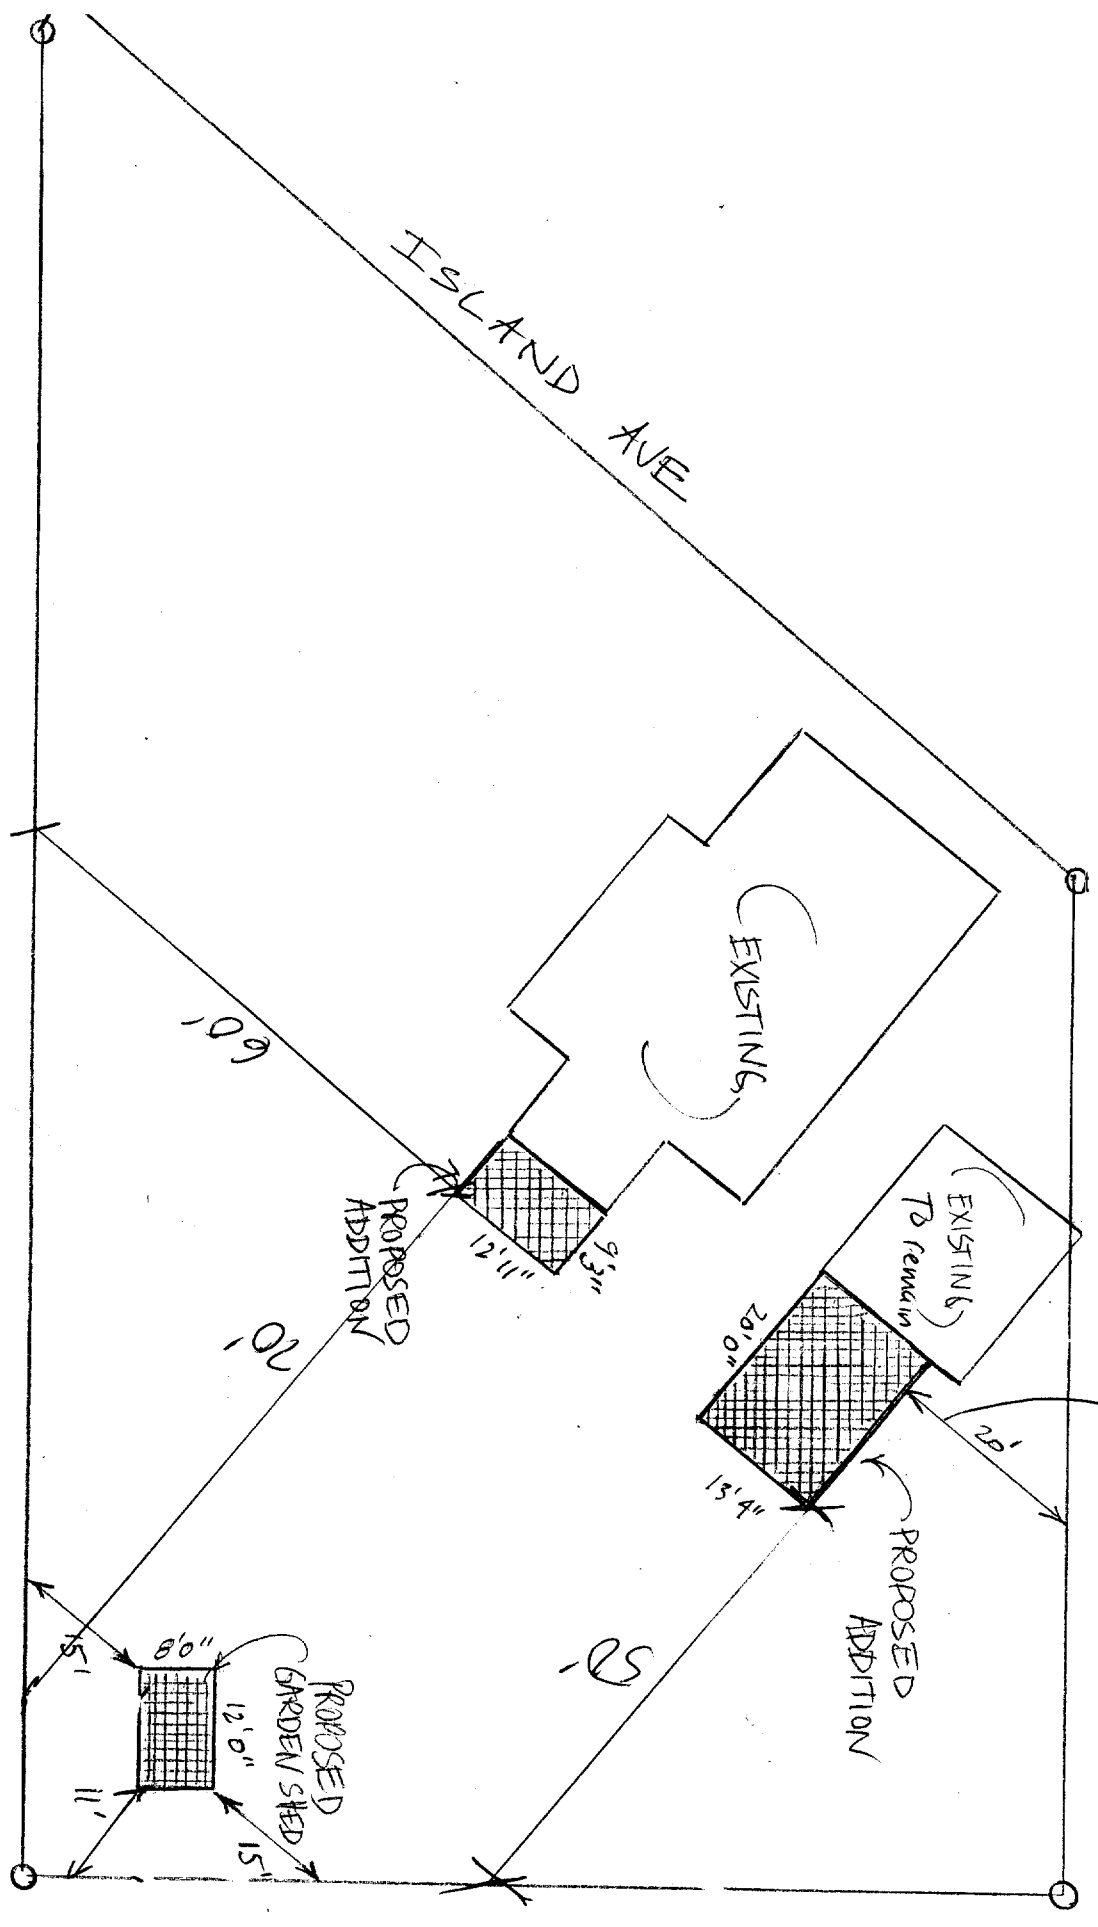 ISLAND AVE
EXISTING
EXISTING
To remain
60'
PROPOSED
ADDITION
12'11"
9'3"
70'
20'0"
13'4"
20'
PROPOSED
ADDITION
50'
15'
8'0"
12'0"
PROPOSED
GARDEN SHED
11'
15'